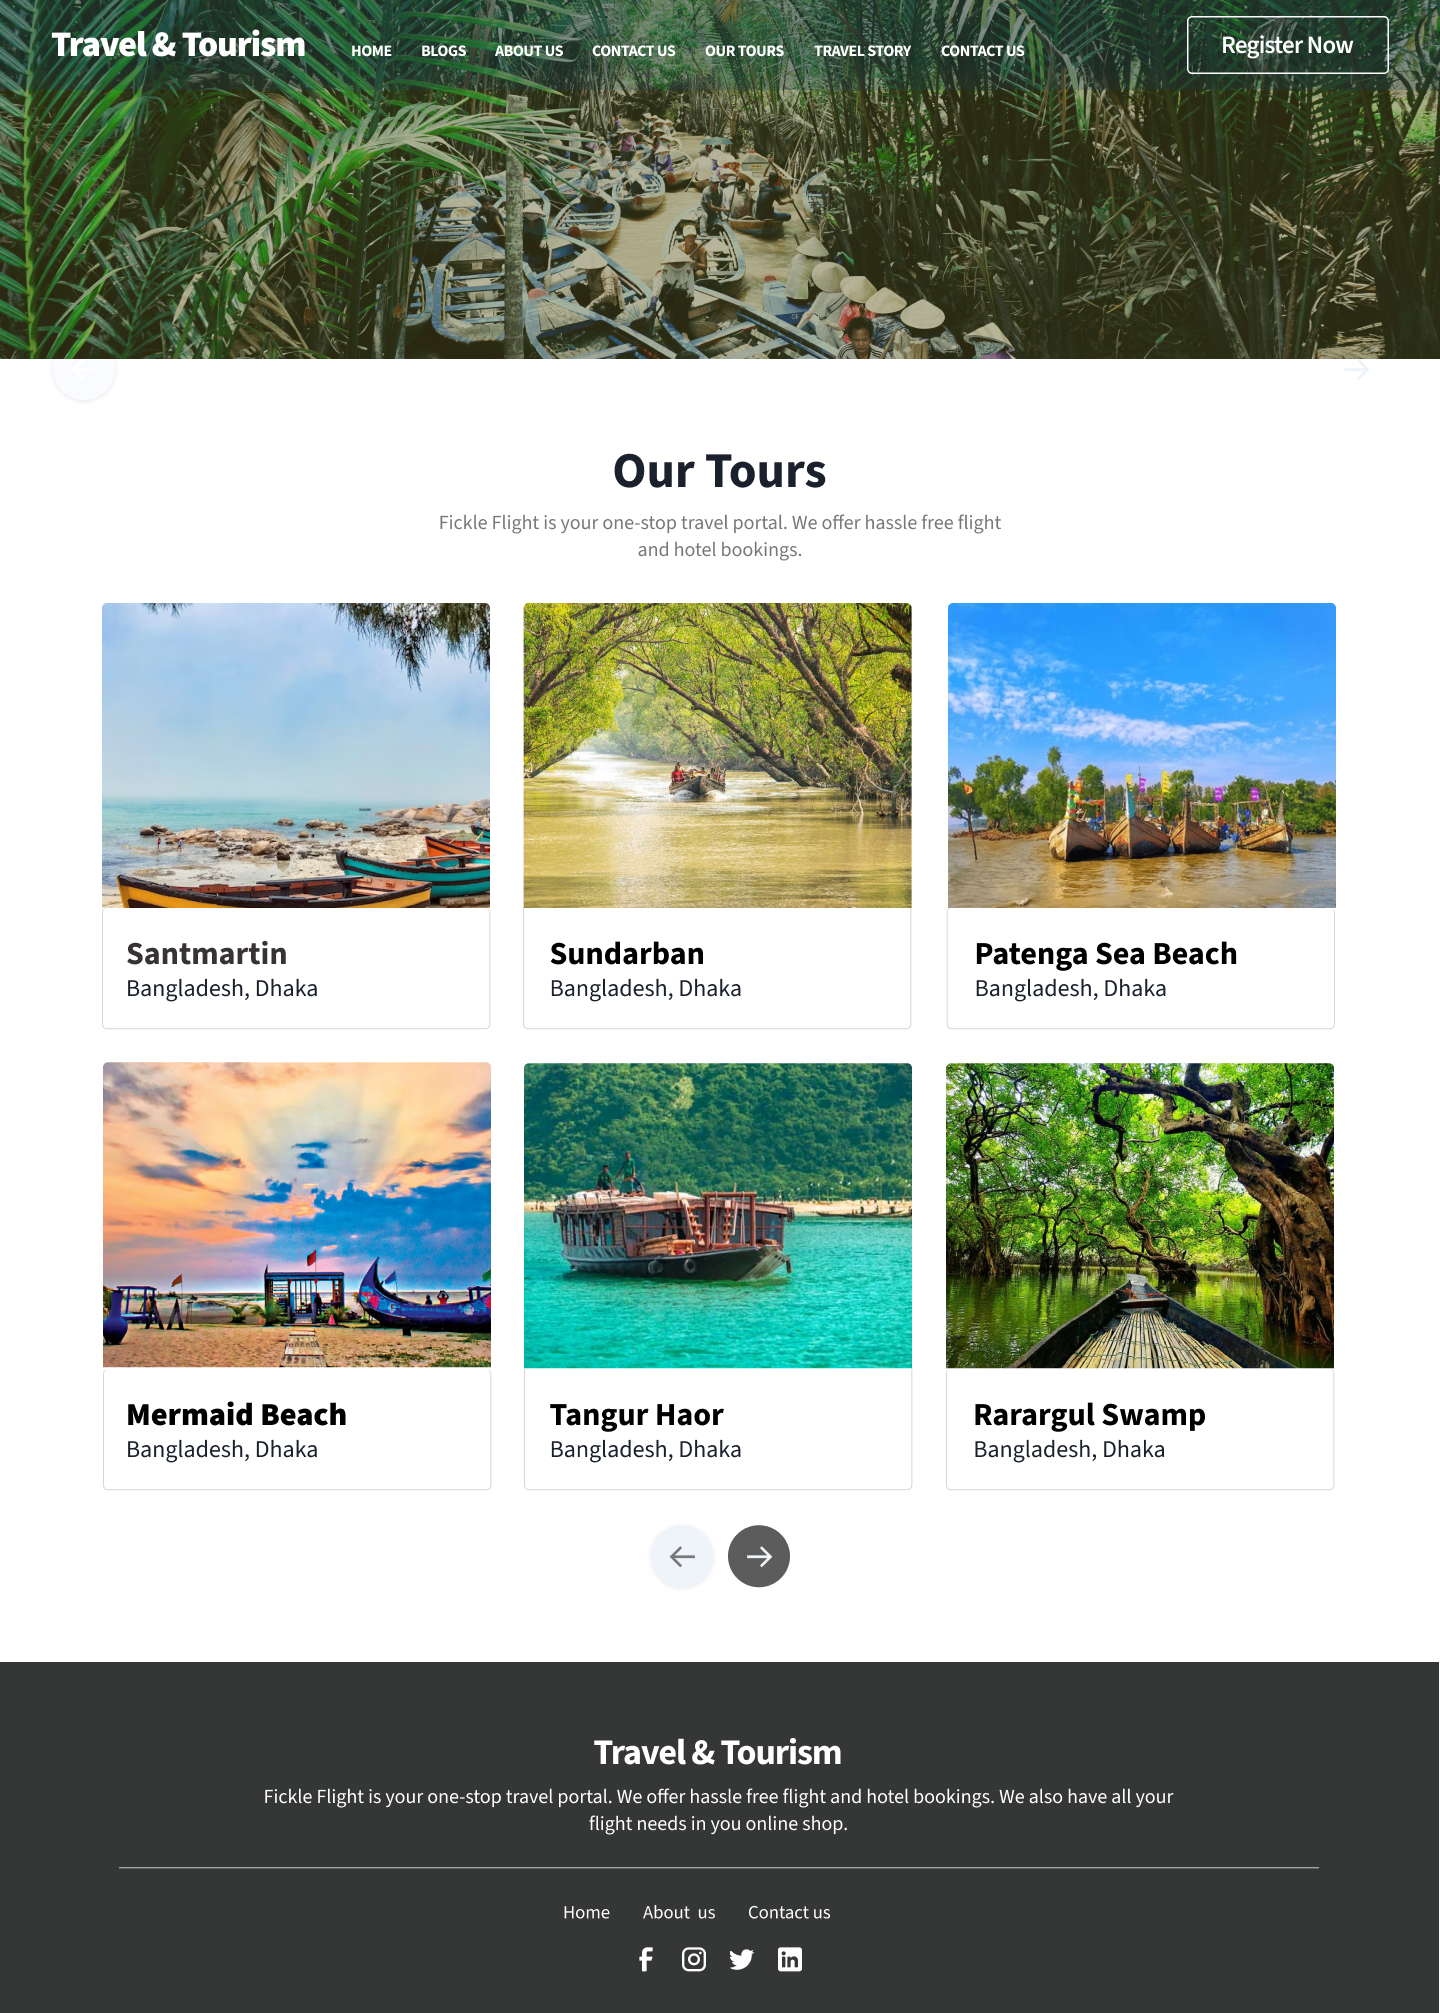 Travel & Tourism
HOME BLOGS ABOUT US CONTACT US OUR TOURS TRAVEL STORY CONTACT US
Register Now
Our Tours
Fickle Flight is your one-stop travel portal. We offer hassle free flight
and hotel bookings.
Santmartin
Bangladesh, Dhaka
Sundarban
Bangladesh, Dhaka
Patenga Sea Beach
Bangladesh, Dhaka
Mermaid Beach
Bangladesh, Dhaka
Tangur Haor
Bangladesh, Dhaka
Rarargul Swamp
Bangladesh, Dhaka
Travel & Tourism
Fickle Flight is your one-stop travel portal. We offer hassle free flight and hotel bookings. We also have all your
flight needs in you online shop.
Home About us Contact us